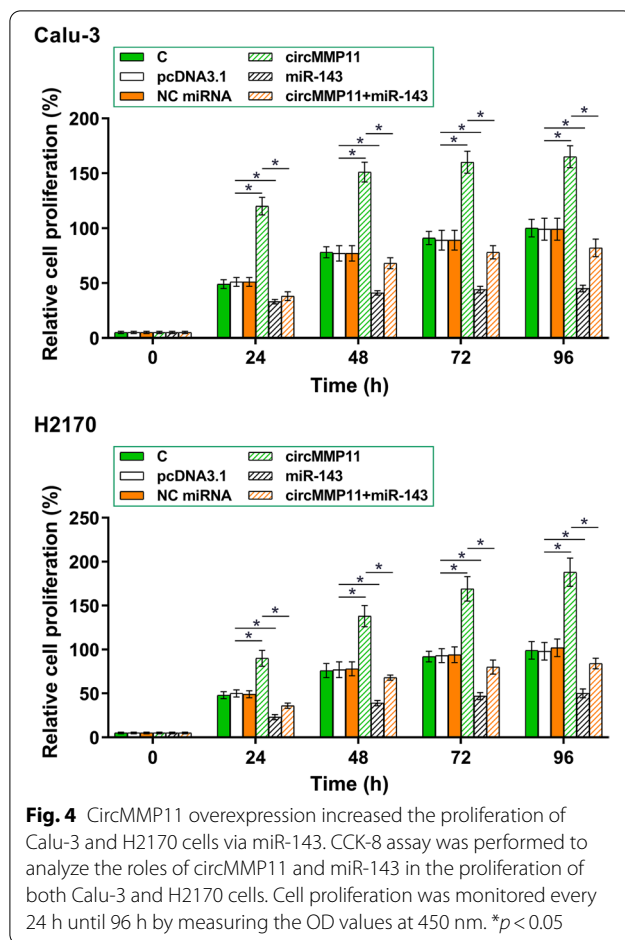 Calu-3
C circMMP11
pcDNA3.1 miR-143
NC miRNA circMMP11+miR-143
Relative cell proliferation (%)
200
150
100
50
0
* * *
* * *
* * *
* * *
0 24 48 72 96
Time (h)
H2170
C circMMP11
pcDNA3.1 miR-143
NC miRNA circMMP11+miR-143
Relative cell proliferation (%)
250
200
150
100
50
0
* * *
* * *
* * *
* * *
0 24 48 72 96
Time (h)
Fig. 4 CircMMP11 overexpression increased the proliferation of
Calu-3 and H2170 cells via miR-143. CCK-8 assay was performed to
analyze the roles of circMMP11 and miR-143 in the proliferation of
both Calu-3 and H2170 cells. Cell proliferation was monitored every
24 h until 96 h by measuring the OD values at 450 nm. *p < 0.05